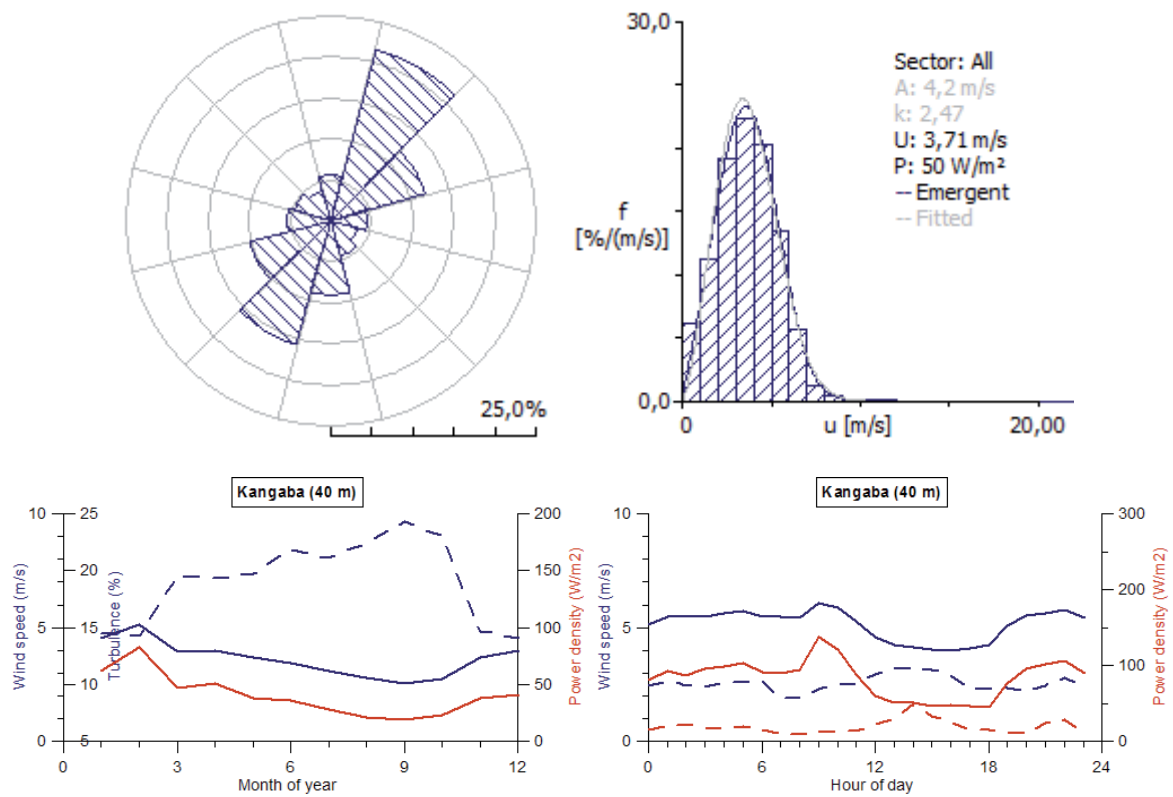 25,0%
30,0
Sector: All
A: 4,2 m/s
k: 2,47
U: 3,71 m/s
P: 50 W/m²
-- Emergent
-- Fitted
f
[%/(m/s)]
0,0
0
u [m/s]
20,00
Kangaba (40 m)
10
5
0
Wind speed (m/s)
25
20
15
10
5
Turbulence (%)
200
150
100
50
0
Power density (W/m2)
0
3
6
9
12
Month of year
Kangaba (40 m)
10
5
0
Wind speed (m/s)
300
200
100
0
Power density (W/m2)
0
6
12
18
24
Hour of day